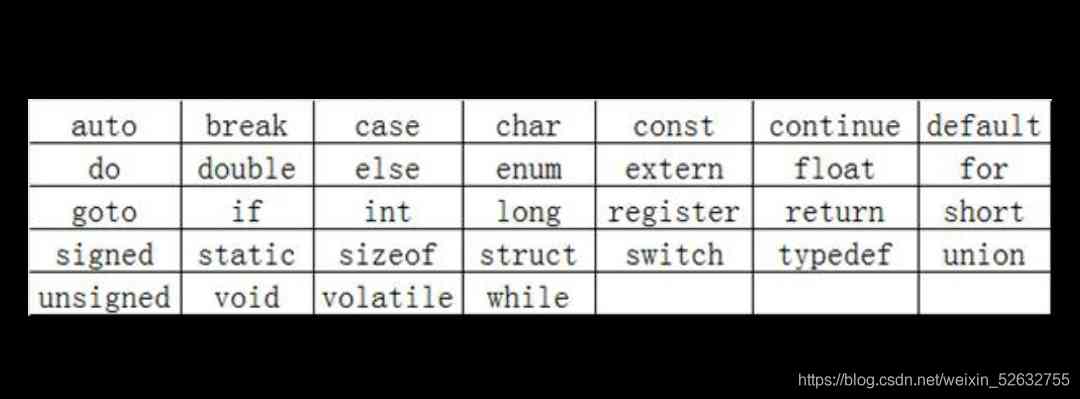 auto break case char const continue default
do double else enum extern float for
goto if int long register return short
signed static sizeof struct switch typedef union
unsigned void volatile while
https://blog.csdn.net/weixin_52632755